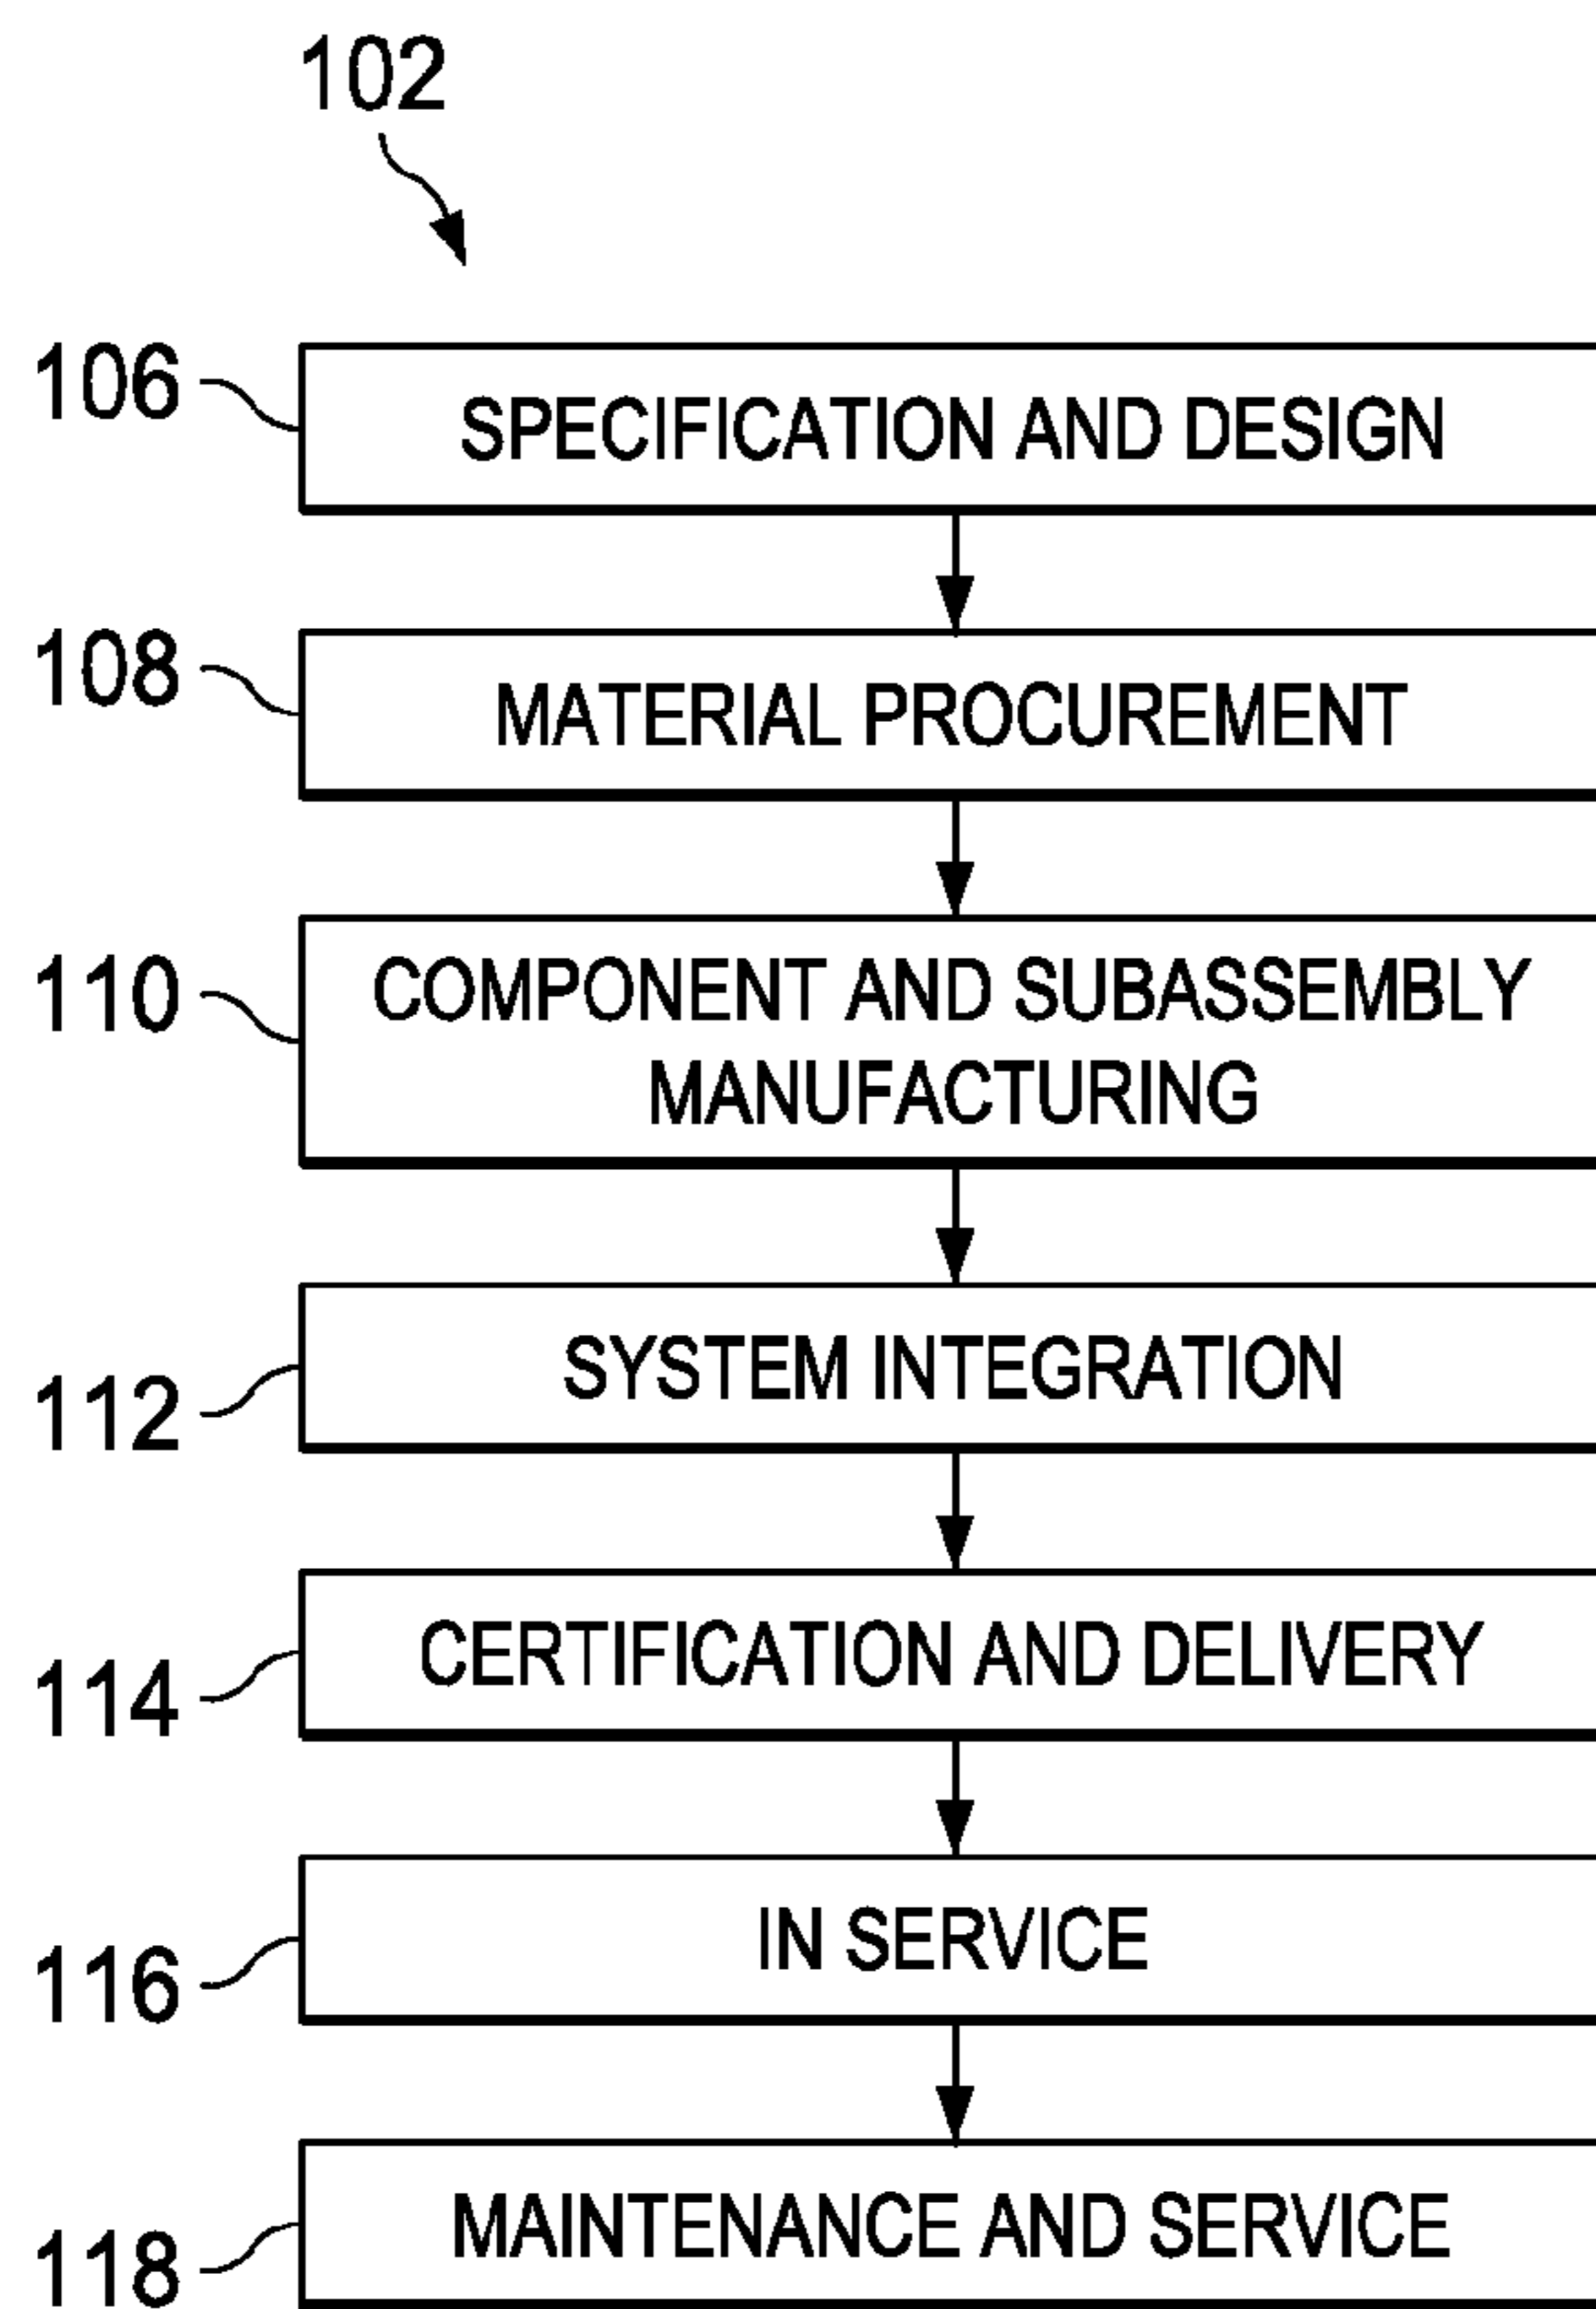 102
106
SPECIFICATION AND DESIGN
108
MATERIAL PROCUREMENT
110
COMPONENT AND SUBASSEMBLY
MANUFACTURING
SYSTEM INTEGRATION
112
CERTIFICATION AND DELIVERY
114
IN SERVICE
116
MAINTENANCE AND SERVICE
118